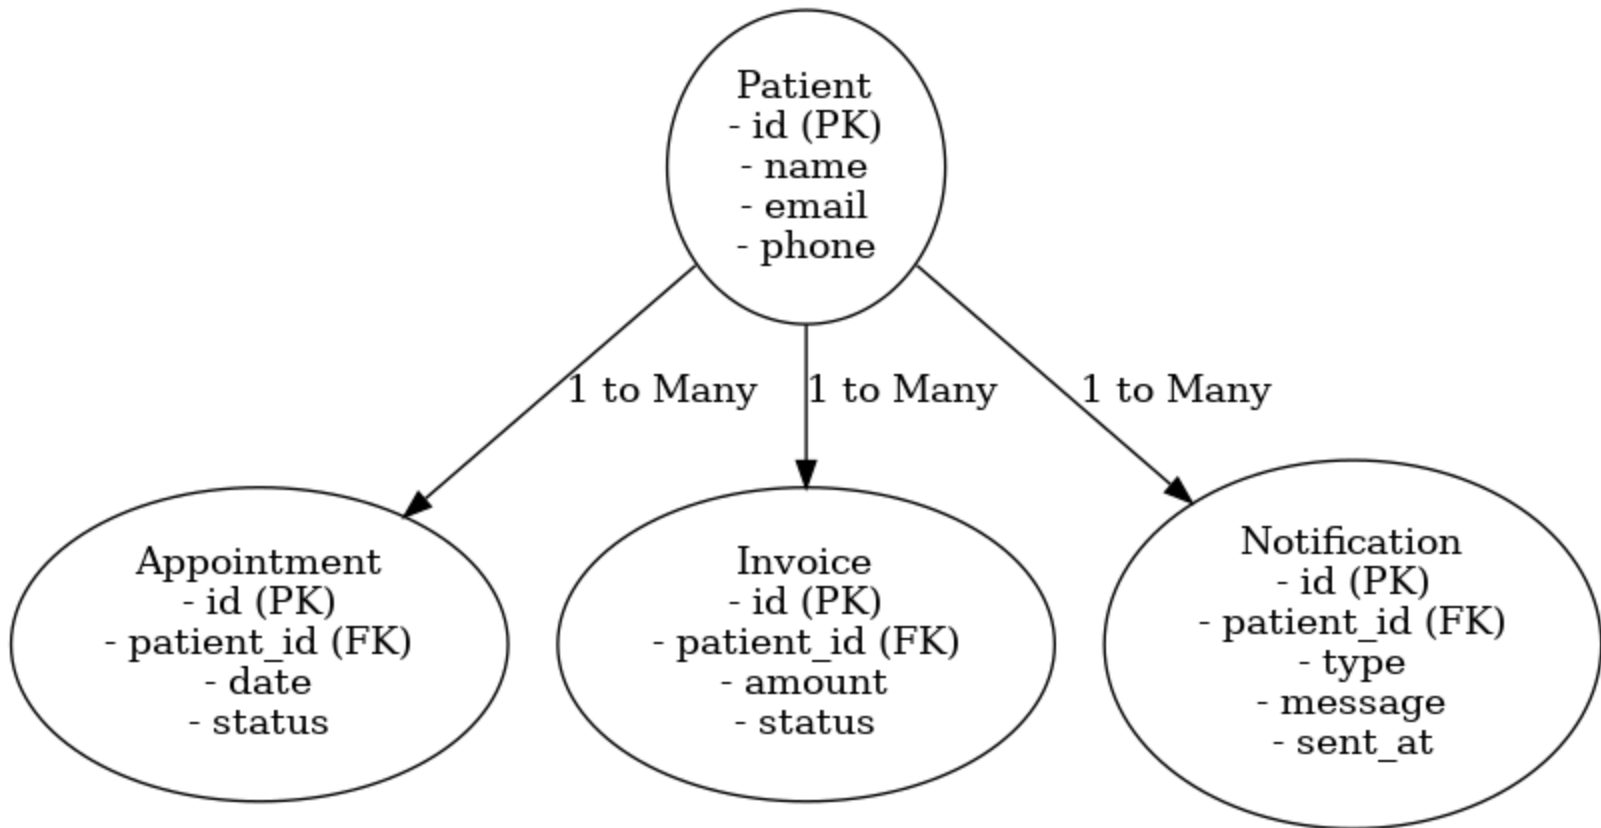 Patient
- id (PK)
- name
- email
- phone
1 to Many
1 to Many
1 to Many
Appointment
- id (PK)
- patient_id (FK)
- date
- status
Invoice
- id (PK)
- patient_id (FK)
- amount
- status
Notification
- id (PK)
- patient_id (FK)
- type
- message
- sent_at